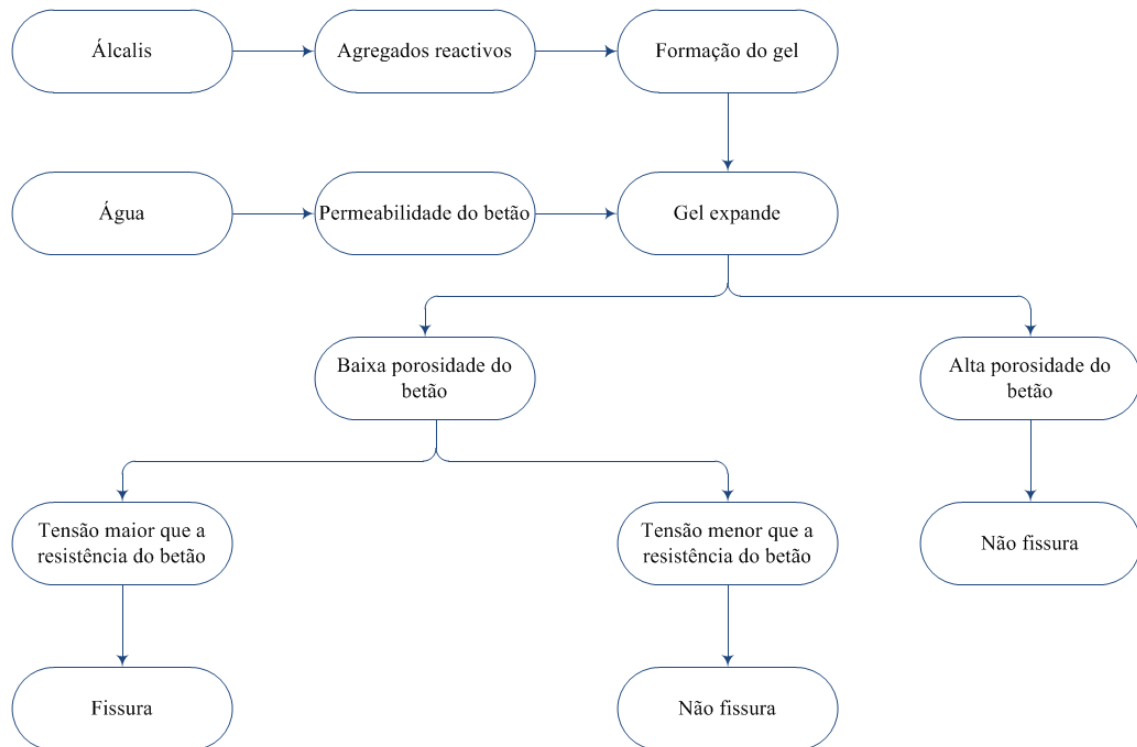 Álcalis
Agregados reactivos
Formação do gel
Água
Permeabilidade do betão
Gel expande
Baixa porosidade do
betão
Alta porosidade do
betão
Tensão maior que a
resistência do betão
Tensão menor que a
resistência do betão
Não fissura
Fissura
Não fissura